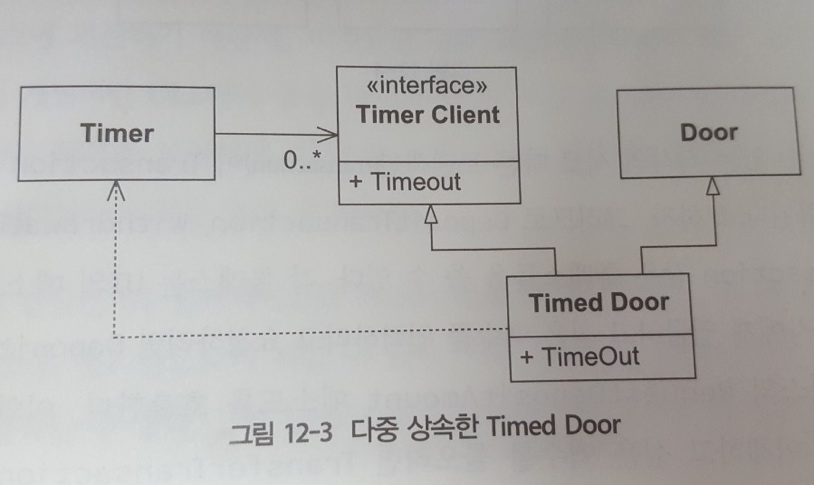 Timer
0..*
«interface»
Timer Client
+ Timeout
Door
Timed Door
+ TimeOut
그림 12-3 다중 상속한 Timed Door